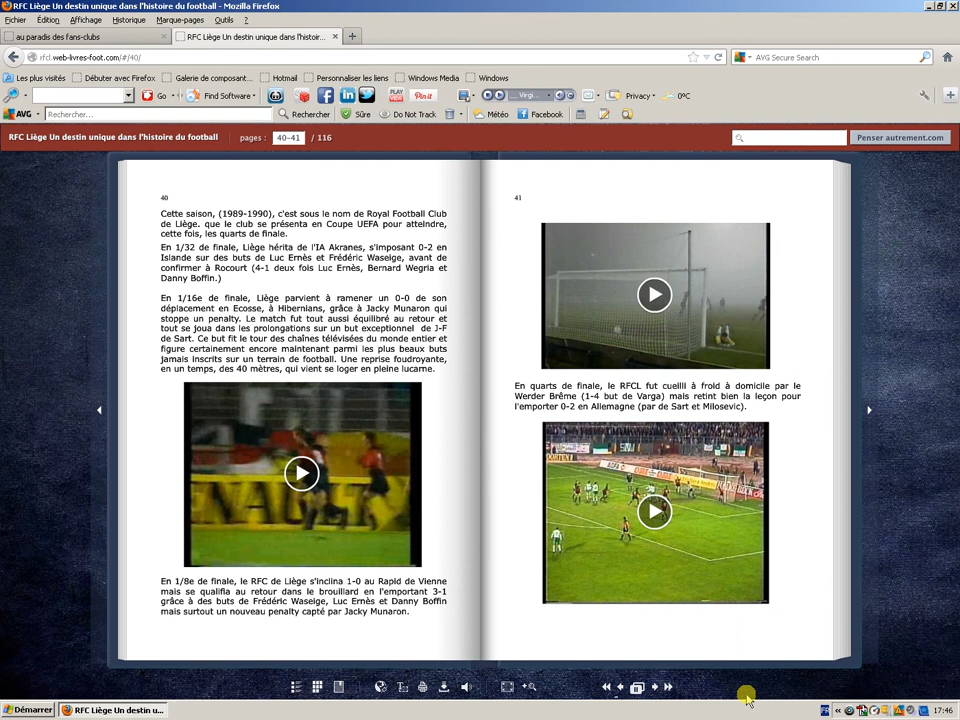 RFC Liège Un destin unique dans l'histoire du football - Mozilla Firefox
Fichier Édition Affichage Historique Marque-pages Outils ?
au paradis des fans-clubs × RFC Liège Un destin unique dans l'histoir... × +
rfcl.web-livres-foot.com/#/40/ AVG Secure Search
Les plus visités Débuter avec Firefox Galerie de composant... Hotmail Personnaliser les liens Windows Media Windows
Go Find Software PLAY VIDEO Pin it Virgi... Privacy 0°C
AVG Rechercher... Rechercher Sûre Do Not Track Météo Facebook
RFC Liège Un destin unique dans l'histoire du football pages : 40-41 / 116 Penser autrement.com
40
Cette saison, (1989-1990), c'est sous le nom de Royal Football Club
de Liège. que le club se présenta en Coupe UEFA pour atteindre,
cette fois, les quarts de finale.
En 1/32 de finale, Liège hérita de l'IA Akranes, s'imposant 0-2 en
Islande sur des buts de Luc Ernès et Frédéric Waseige, avant de
confirmer à Rocourt (4-1 deux fois Luc Ernès, Bernard Wegria et
Danny Boffin.)
En 1/16e de finale, Liège parvient à ramener un 0-0 de son
déplacement en Ecosse, à Hibernians, grâce à Jacky Munaron qui
stoppe un penalty. Le match fut tout aussi équilibré au retour et
tout se joua dans les prolongations sur un but exceptionnel de J-F
de Sart. Ce but fit le tour des chaînes télévisées du monde entier et
figure certainement encore maintenant parmi les plus beaux buts
jamais inscrits sur un terrain de football. Une reprise foudroyante,
en un temps, des 40 mètres, qui vient se loger en pleine lucarne.
En 1/8e de finale, le RFC de Liège s'inclina 1-0 au Rapid de Vienne
mais se qualifia au retour dans le brouillard en l'emportant 3-1
grâce à des buts de Frédéric Waseige, Luc Ernès et Danny Boffin
mais surtout un nouveau penalty capté par Jacky Munaron.
41
En quarts de finale, le RFCL fut cueilli à froid à domicile par le
Werder Brême (1-4 but de Varga) mais retint bien la leçon pour
l'emporter 0-2 en Allemagne (par de Sart et Milosevic).
Démarrer RFC Liège Un destin u... FR 17:46